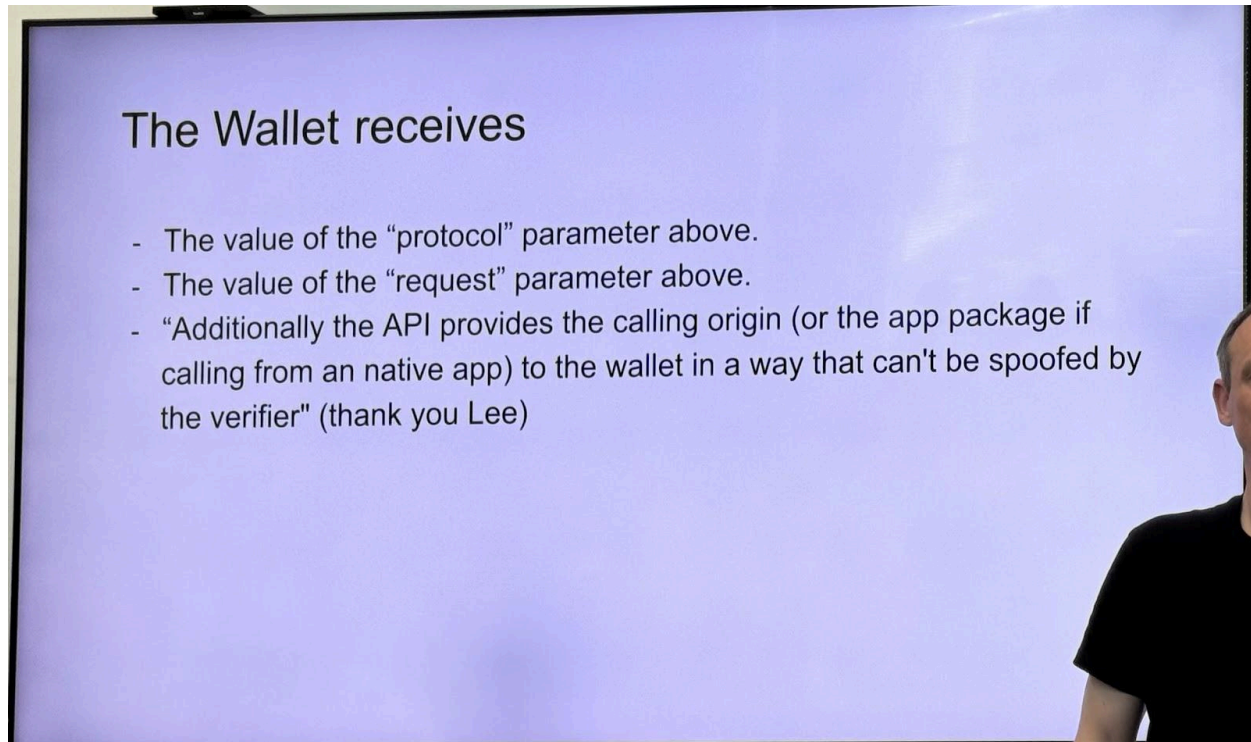 The Wallet receives
- The value of the “protocol” parameter above.
- The value of the “request” parameter above.
- “Additionally the API provides the calling origin (or the app package if
calling from an native app) to the wallet in a way that can't be spoofed by
the verifier" (thank you Lee)